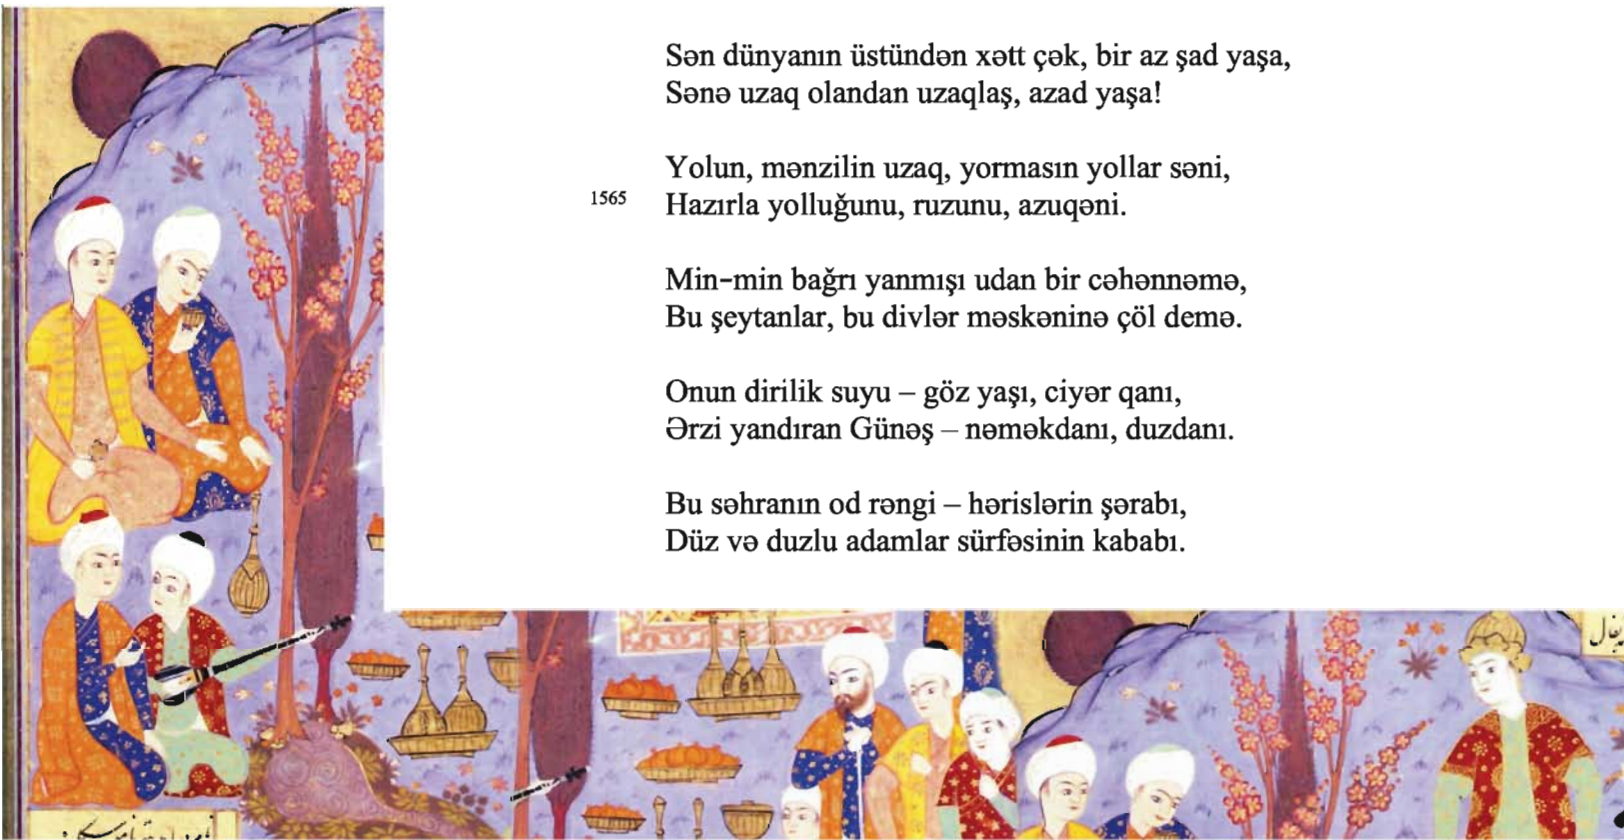 Sən dünyanın üstündən xətt çək, bir az şad yaşa,
Sənə uzaq olandan uzaqlaş, azad yaşa!
Yolun, mənzilin uzaq, yormasın yollar səni,
1565 Hazırla yolluğunu, ruzunu, azuqəni.
Min-min bağrı yanmışı udan bir cəhənnəmə,
Bu şeytanlar, bu divlər məskəninə çöl demə.
Onun dirilik suyu – göz yaşı, ciyər qanı,
Ərzi yandıran Günəş – nəməkdanı, duzdanı.
Bu səhranın od rəngi – hərislərin şərabı,
Düz və duzlu adamlar sürfəsinin kababı.